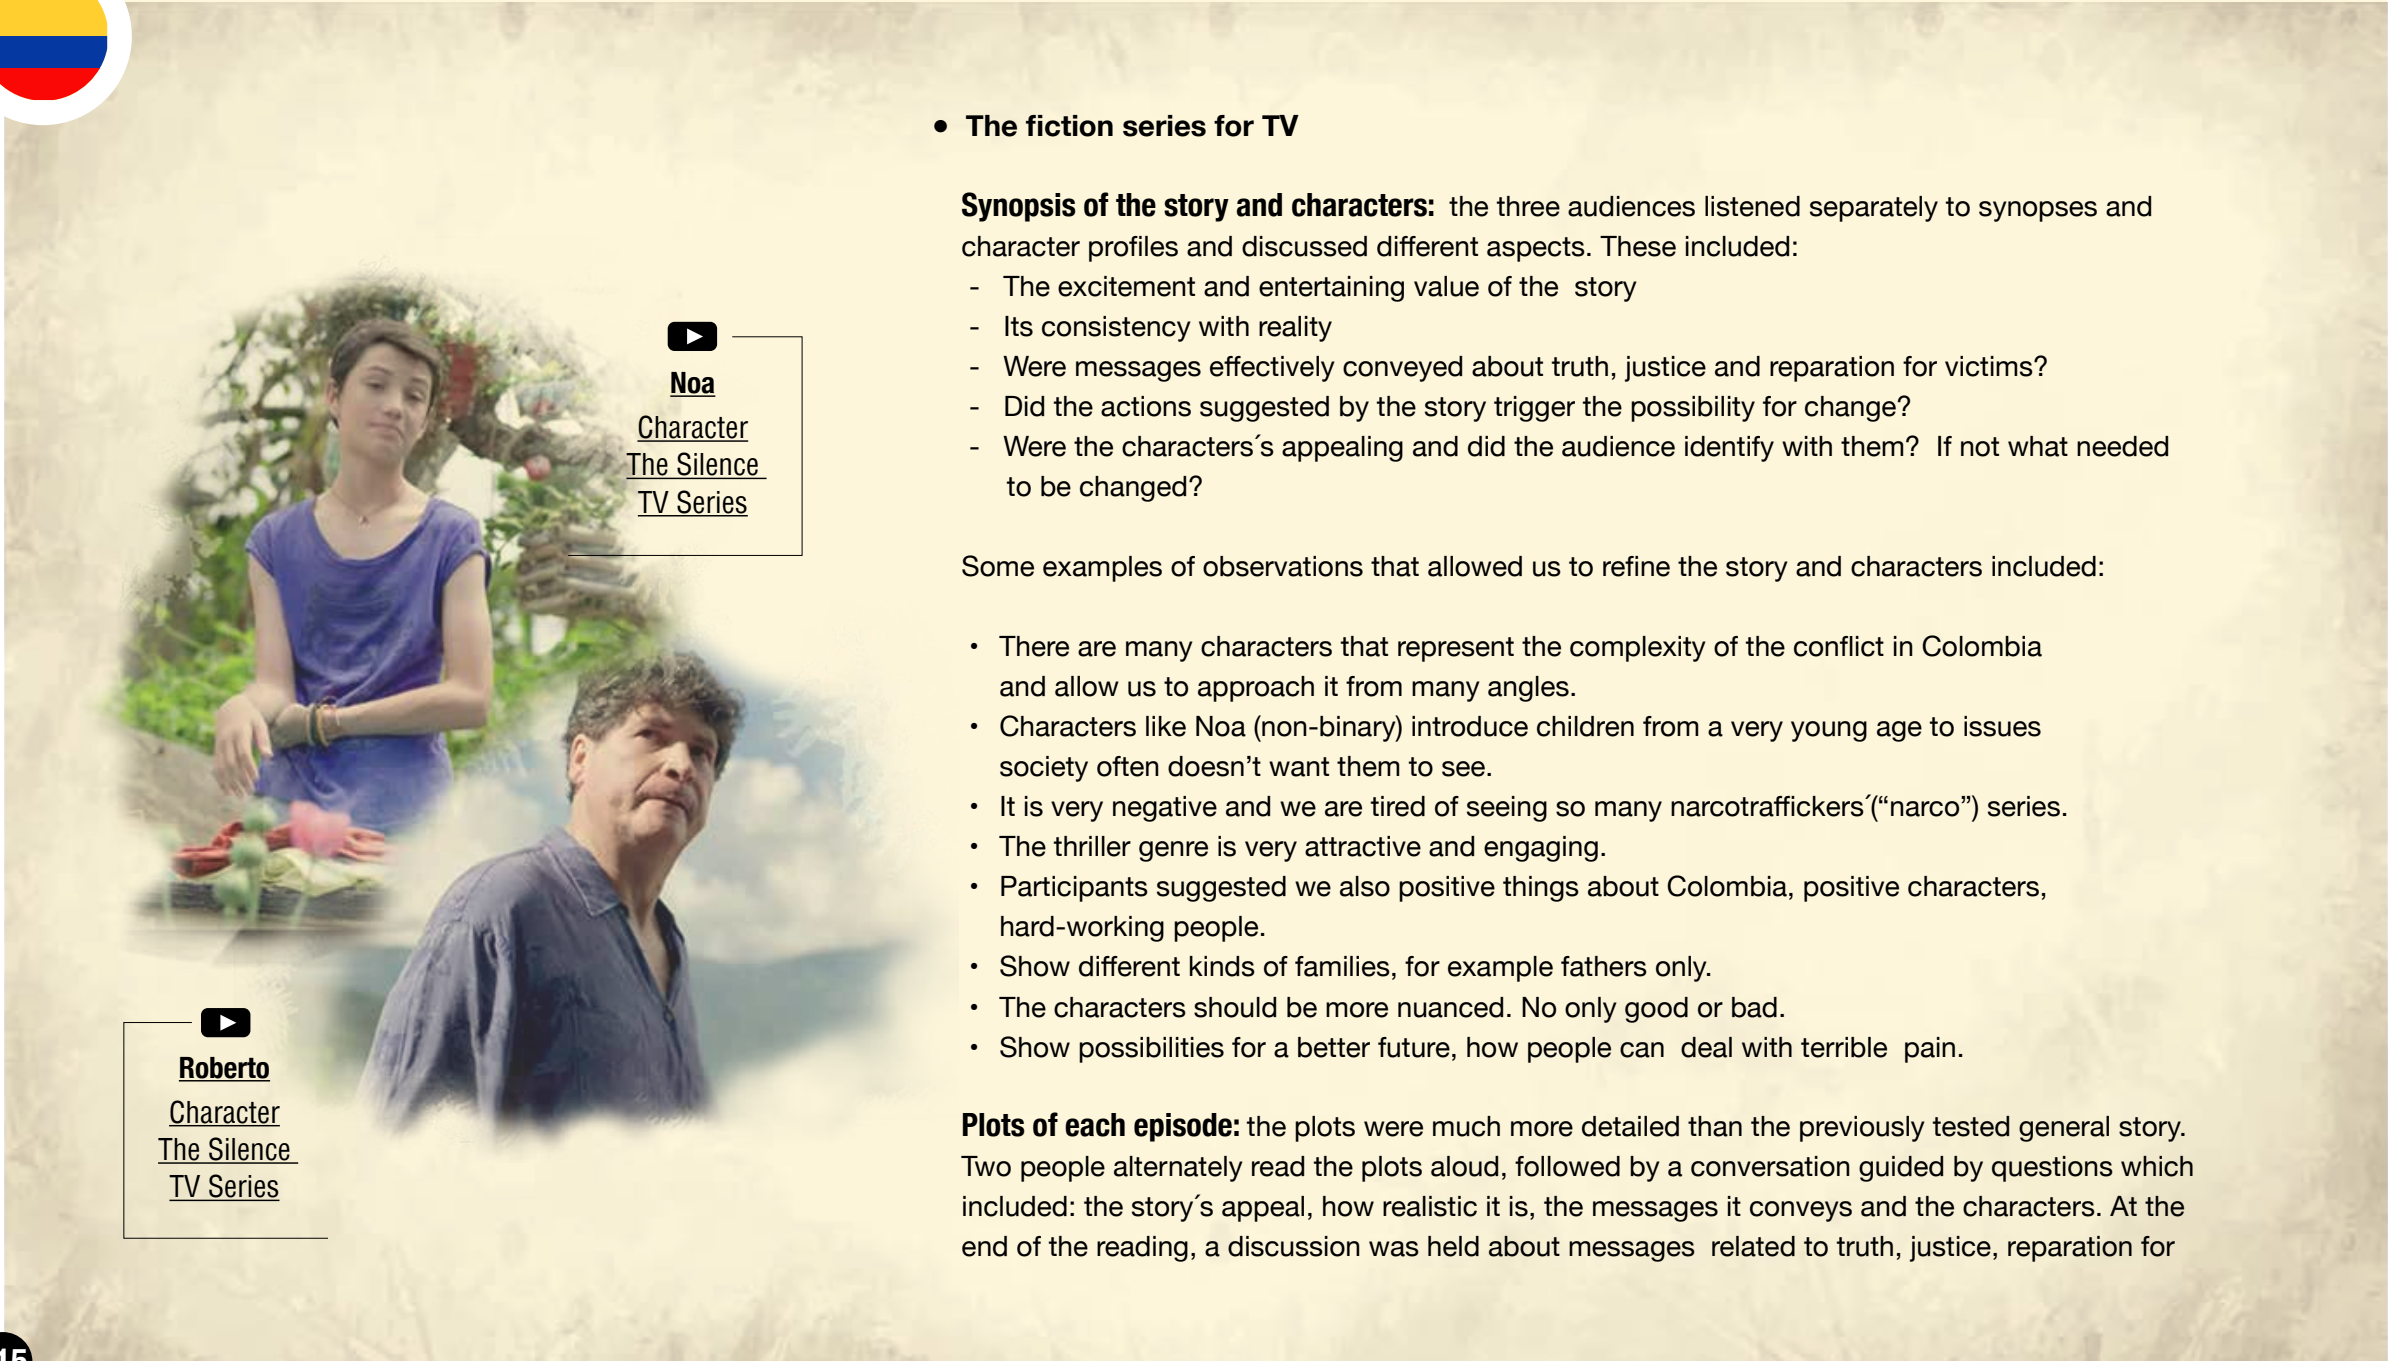 • The fiction series for TV
Synopsis of the story and characters: the three audiences listened separately to synopses and
character profiles and discussed different aspects. These included:
- The excitement and entertaining value of the story
- Its consistency with reality
- Were messages effectively conveyed about truth, justice and reparation for victims?
- Did the actions suggested by the story trigger the possibility for change?
- Were the characters´s appealing and did the audience identify with them? If not what needed
to be changed?
Some examples of observations that allowed us to refine the story and characters included:
• There are many characters that represent the complexity of the conflict in Colombia
and allow us to approach it from many angles.
• Characters like Noa (non-binary) introduce children from a very young age to issues
society often doesn’t want them to see.
• It is very negative and we are tired of seeing so many narcotraffickers´(“narco”) series.
• The thriller genre is very attractive and engaging.
• Participants suggested we also positive things about Colombia, positive characters,
hard-working people.
• Show different kinds of families, for example fathers only.
• The characters should be more nuanced. No only good or bad.
• Show possibilities for a better future, how people can deal with terrible pain.
Plots of each episode: the plots were much more detailed than the previously tested general story.
Two people alternately read the plots aloud, followed by a conversation guided by questions which
included: the story´s appeal, how realistic it is, the messages it conveys and the characters. At the
end of the reading, a discussion was held about messages related to truth, justice, reparation for
Noa
Character
The Silence
TV Series
Roberto
Character
The Silence
TV Series
15